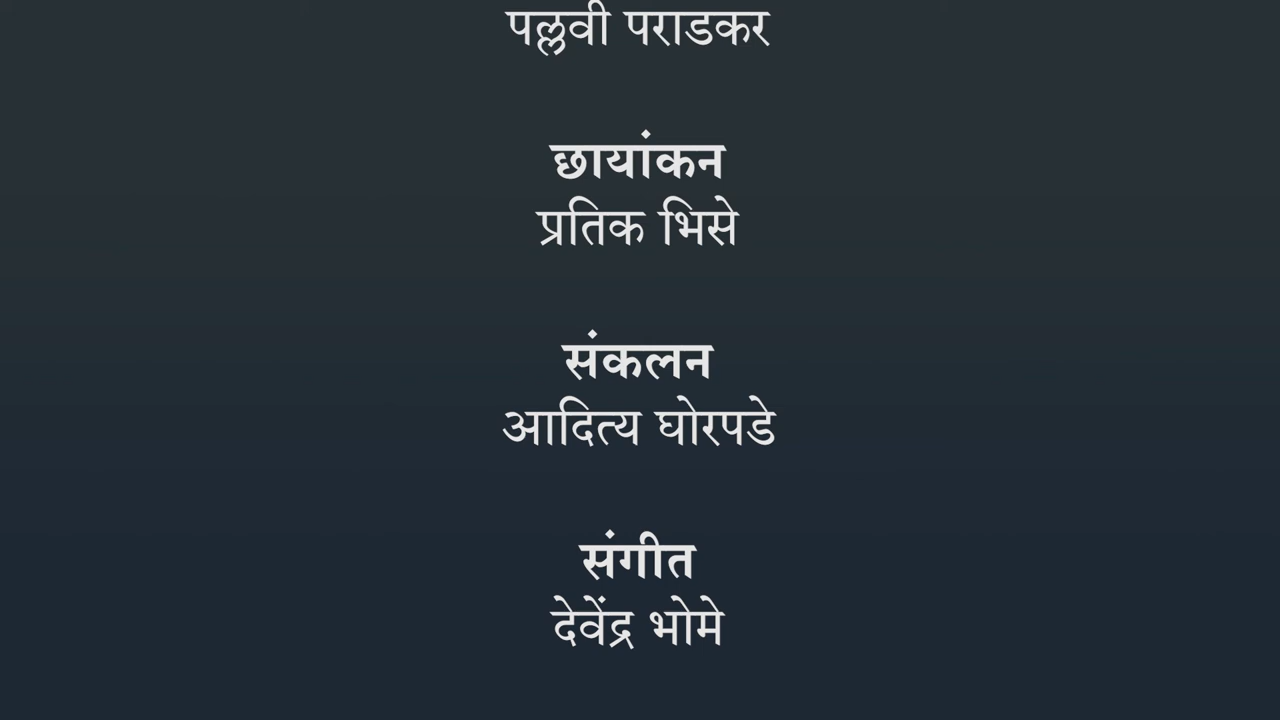 पल्लवी पराडकर
छायांकन
प्रतिक भिसे
संकलन
आदित्य घोरपडे
संगीत
देवेंद्र भोमे